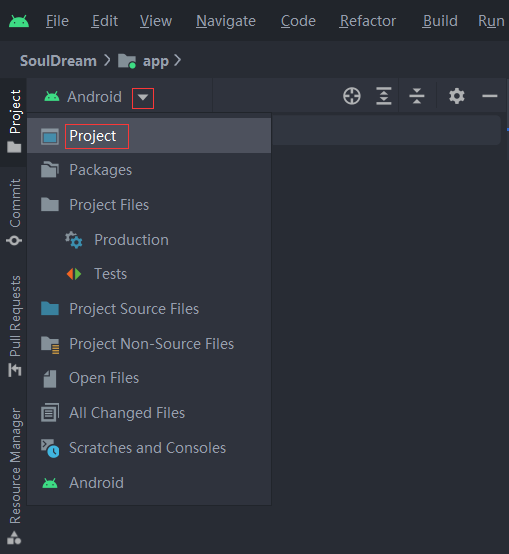 File Edit View Navigate Code Refactor Build Run
SoulDream app
Project
Android
Project
Packages
Project Files
Production
Tests
Project Source Files
Project Non-Source Files
Open Files
All Changed Files
Scratches and Consoles
Android
Commit
Pull Requests
Resource Manager